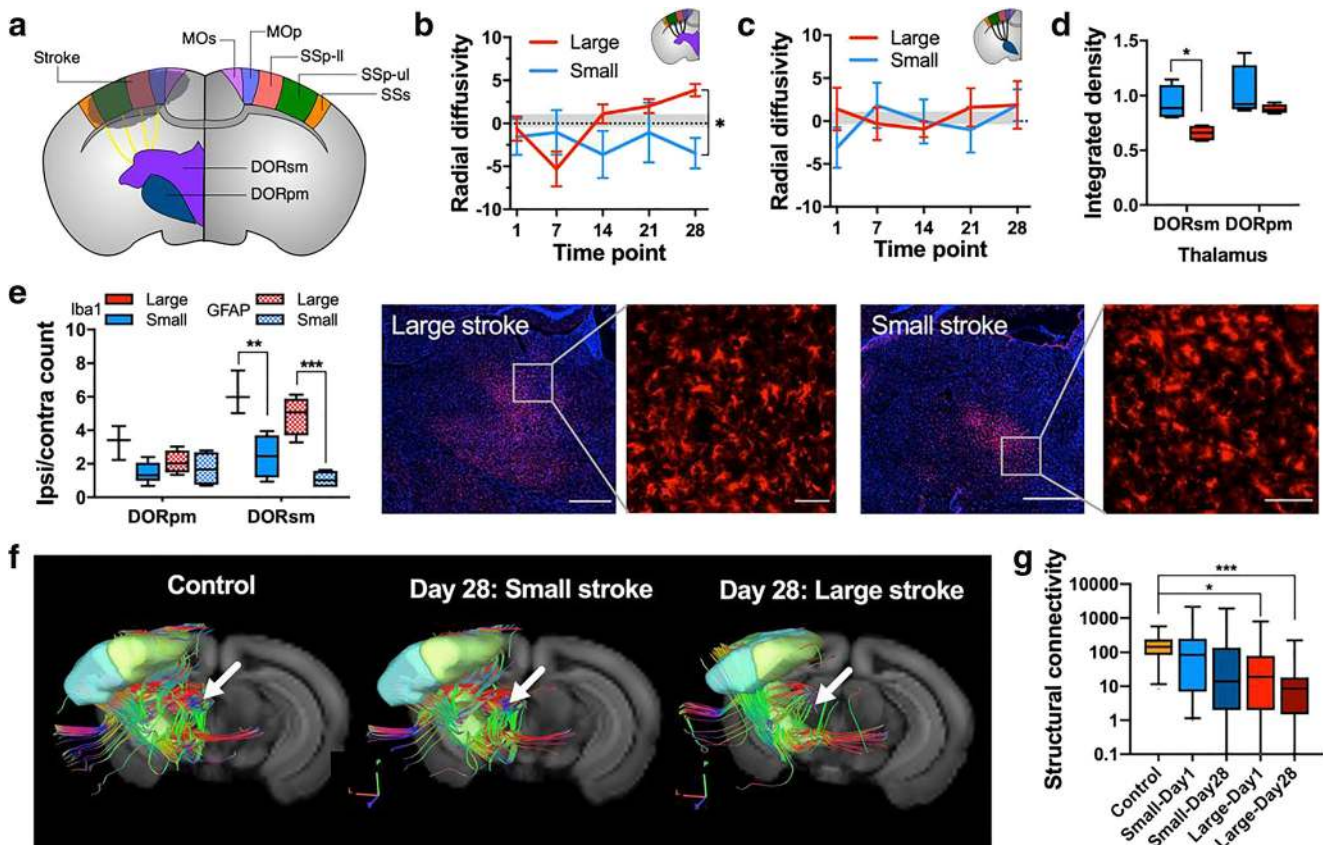 a
Stroke
MOs
MOp
SSp-ll
SSp-ul
SSs
DORsm
DORpm
b
Large
Small
Radial diffusivity
10
5
0
-5
-10
*
1 7 14 21 28
Time point
c
Large
Small
Radial diffusivity
10
5
0
-5
-10
1 7 14 21 28
Time point
d
Integrated density
1.5
1.0
0.5
0.0
*
DORsm DORpm
Thalamus
e
Iba1 Large GFAP Large
Small Small
Ipsi/contra count
10
8
6
4
2
0
** ***
DORpm DORsm
Large stroke
Small stroke
f
Control
Day 28: Small stroke
Day 28: Large stroke
g
Structural connectivity
10000
1000
100
10
1
0.1
***
*
Control
Small-Day1
Small-Day28
Large-Day1
Large-Day28